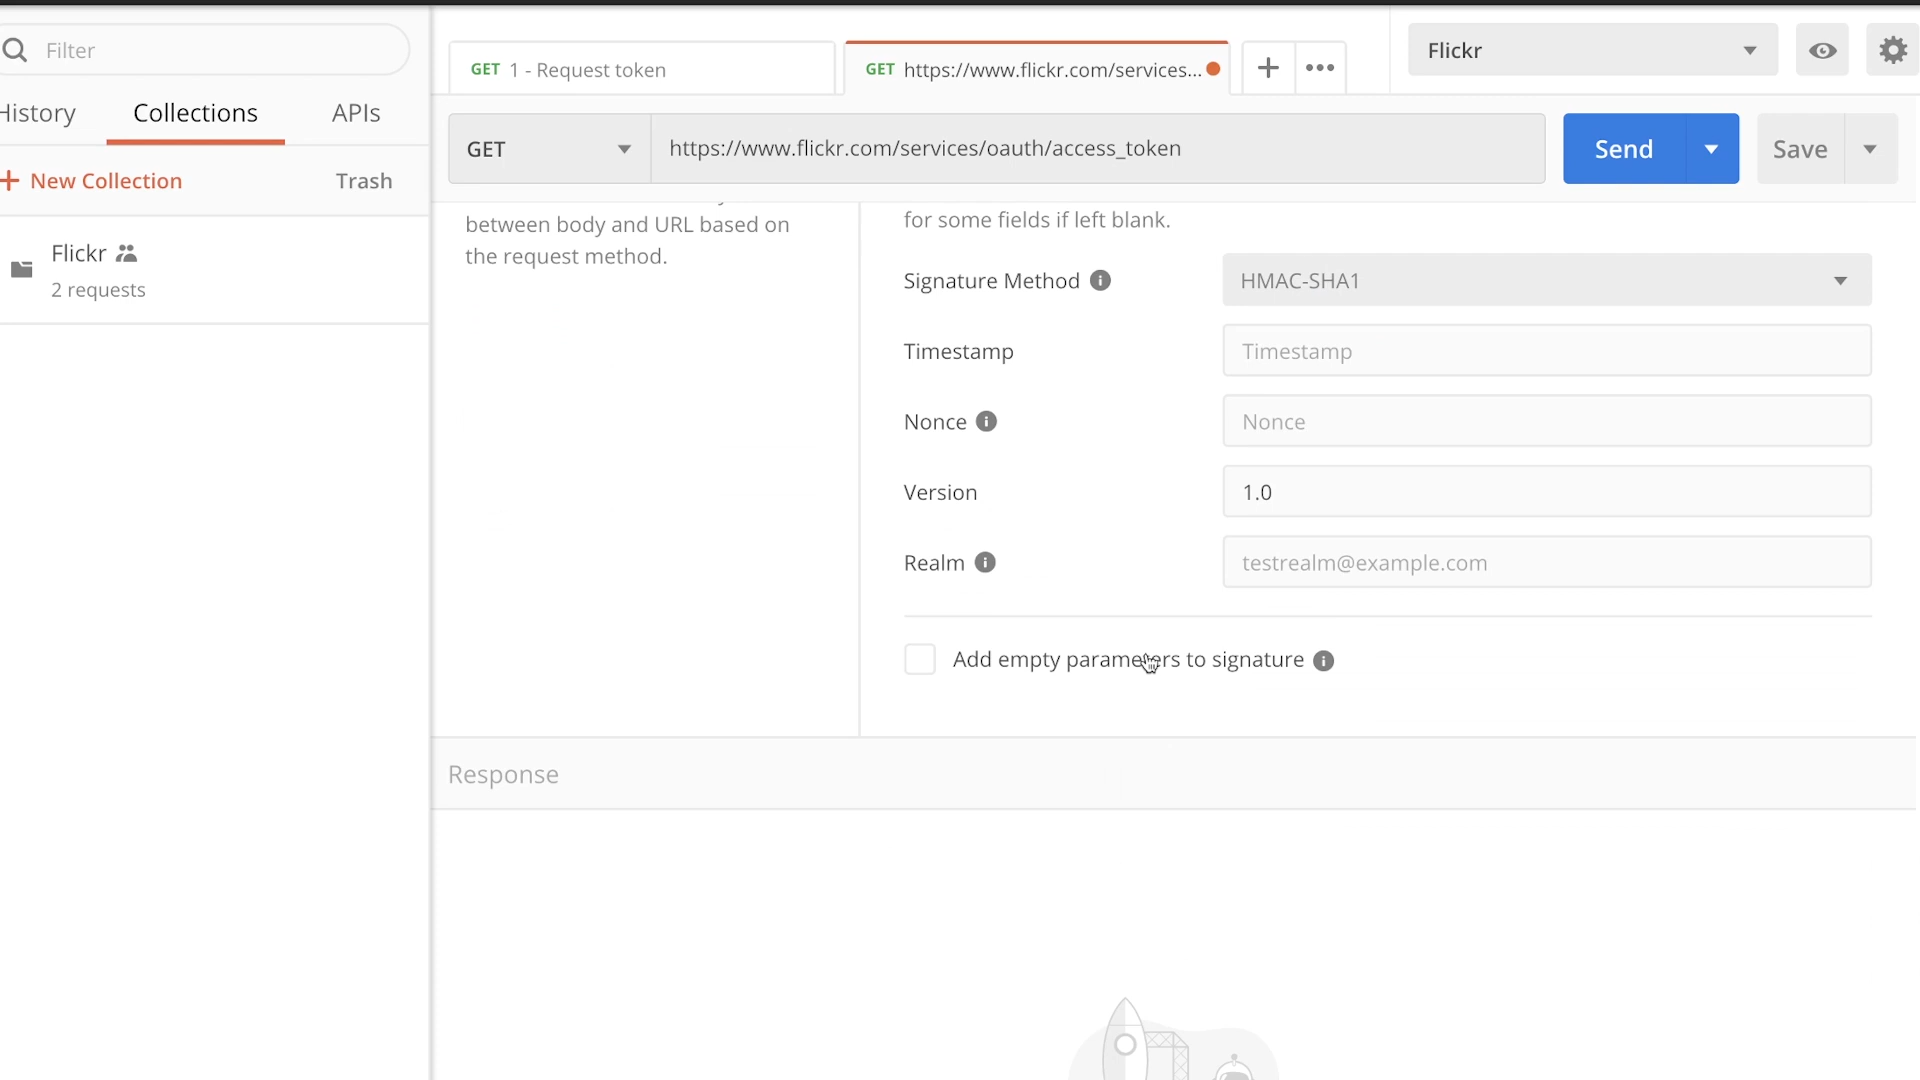 Filter
GET 1 - Request token
GET https://www.flickr.com/services...
Flickr
History
Collections
APIs
GET
https://www.flickr.com/services/oauth/access_token
Send
Save
New Collection
Trash
Flickr
2 requests
between body and URL based on
the request method.
for some fields if left blank.
Signature Method
HMAC-SHA1
Timestamp
Timestamp
Nonce
Nonce
Version
1.0
Realm
testrealm@example.com
Add empty parameters to signature
Response